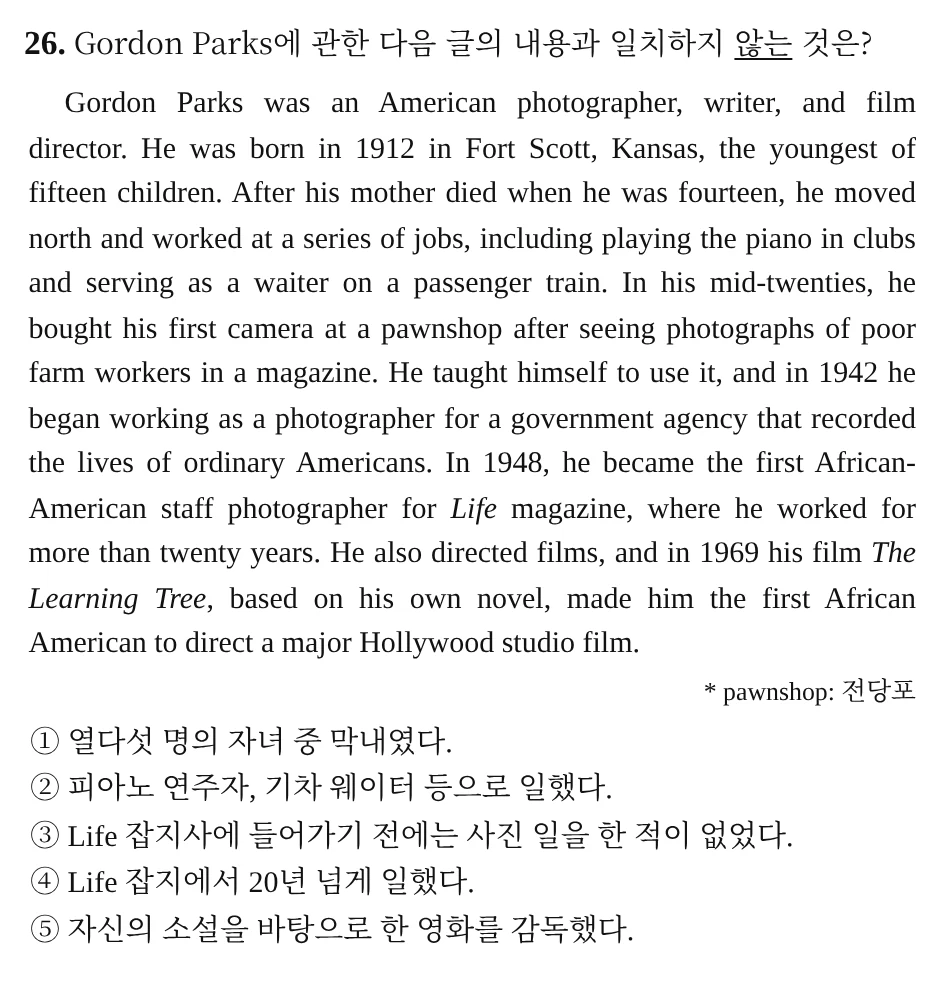 26. Gordon Parks에 관한 다음 글의 내용과 일치하지 않는 것은?
Gordon Parks was an American photographer, writer, and film
director. He was born in 1912 in Fort Scott, Kansas, the youngest of
fifteen children. After his mother died when he was fourteen, he moved
north and worked at a series of jobs, including playing the piano in clubs
and serving as a waiter on a passenger train. In his mid-twenties, he
bought his first camera at a pawnshop after seeing photographs of poor
farm workers in a magazine. He taught himself to use it, and in 1942 he
began working as a photographer for a government agency that recorded
the lives of ordinary Americans. In 1948, he became the first African-
American staff photographer for Life magazine, where he worked for
more than twenty years. He also directed films, and in 1969 his film The
Learning Tree, based on his own novel, made him the first African
American to direct a major Hollywood studio film.
* pawnshop: 전당포
① 열다섯 명의 자녀 중 막내였다.
② 피아노 연주자, 기차 웨이터 등으로 일했다.
③ Life 잡지사에 들어가기 전에는 사진 일을 한 적이 없었다.
④ Life 잡지에서 20년 넘게 일했다.
⑤ 자신의 소설을 바탕으로 한 영화를 감독했다.